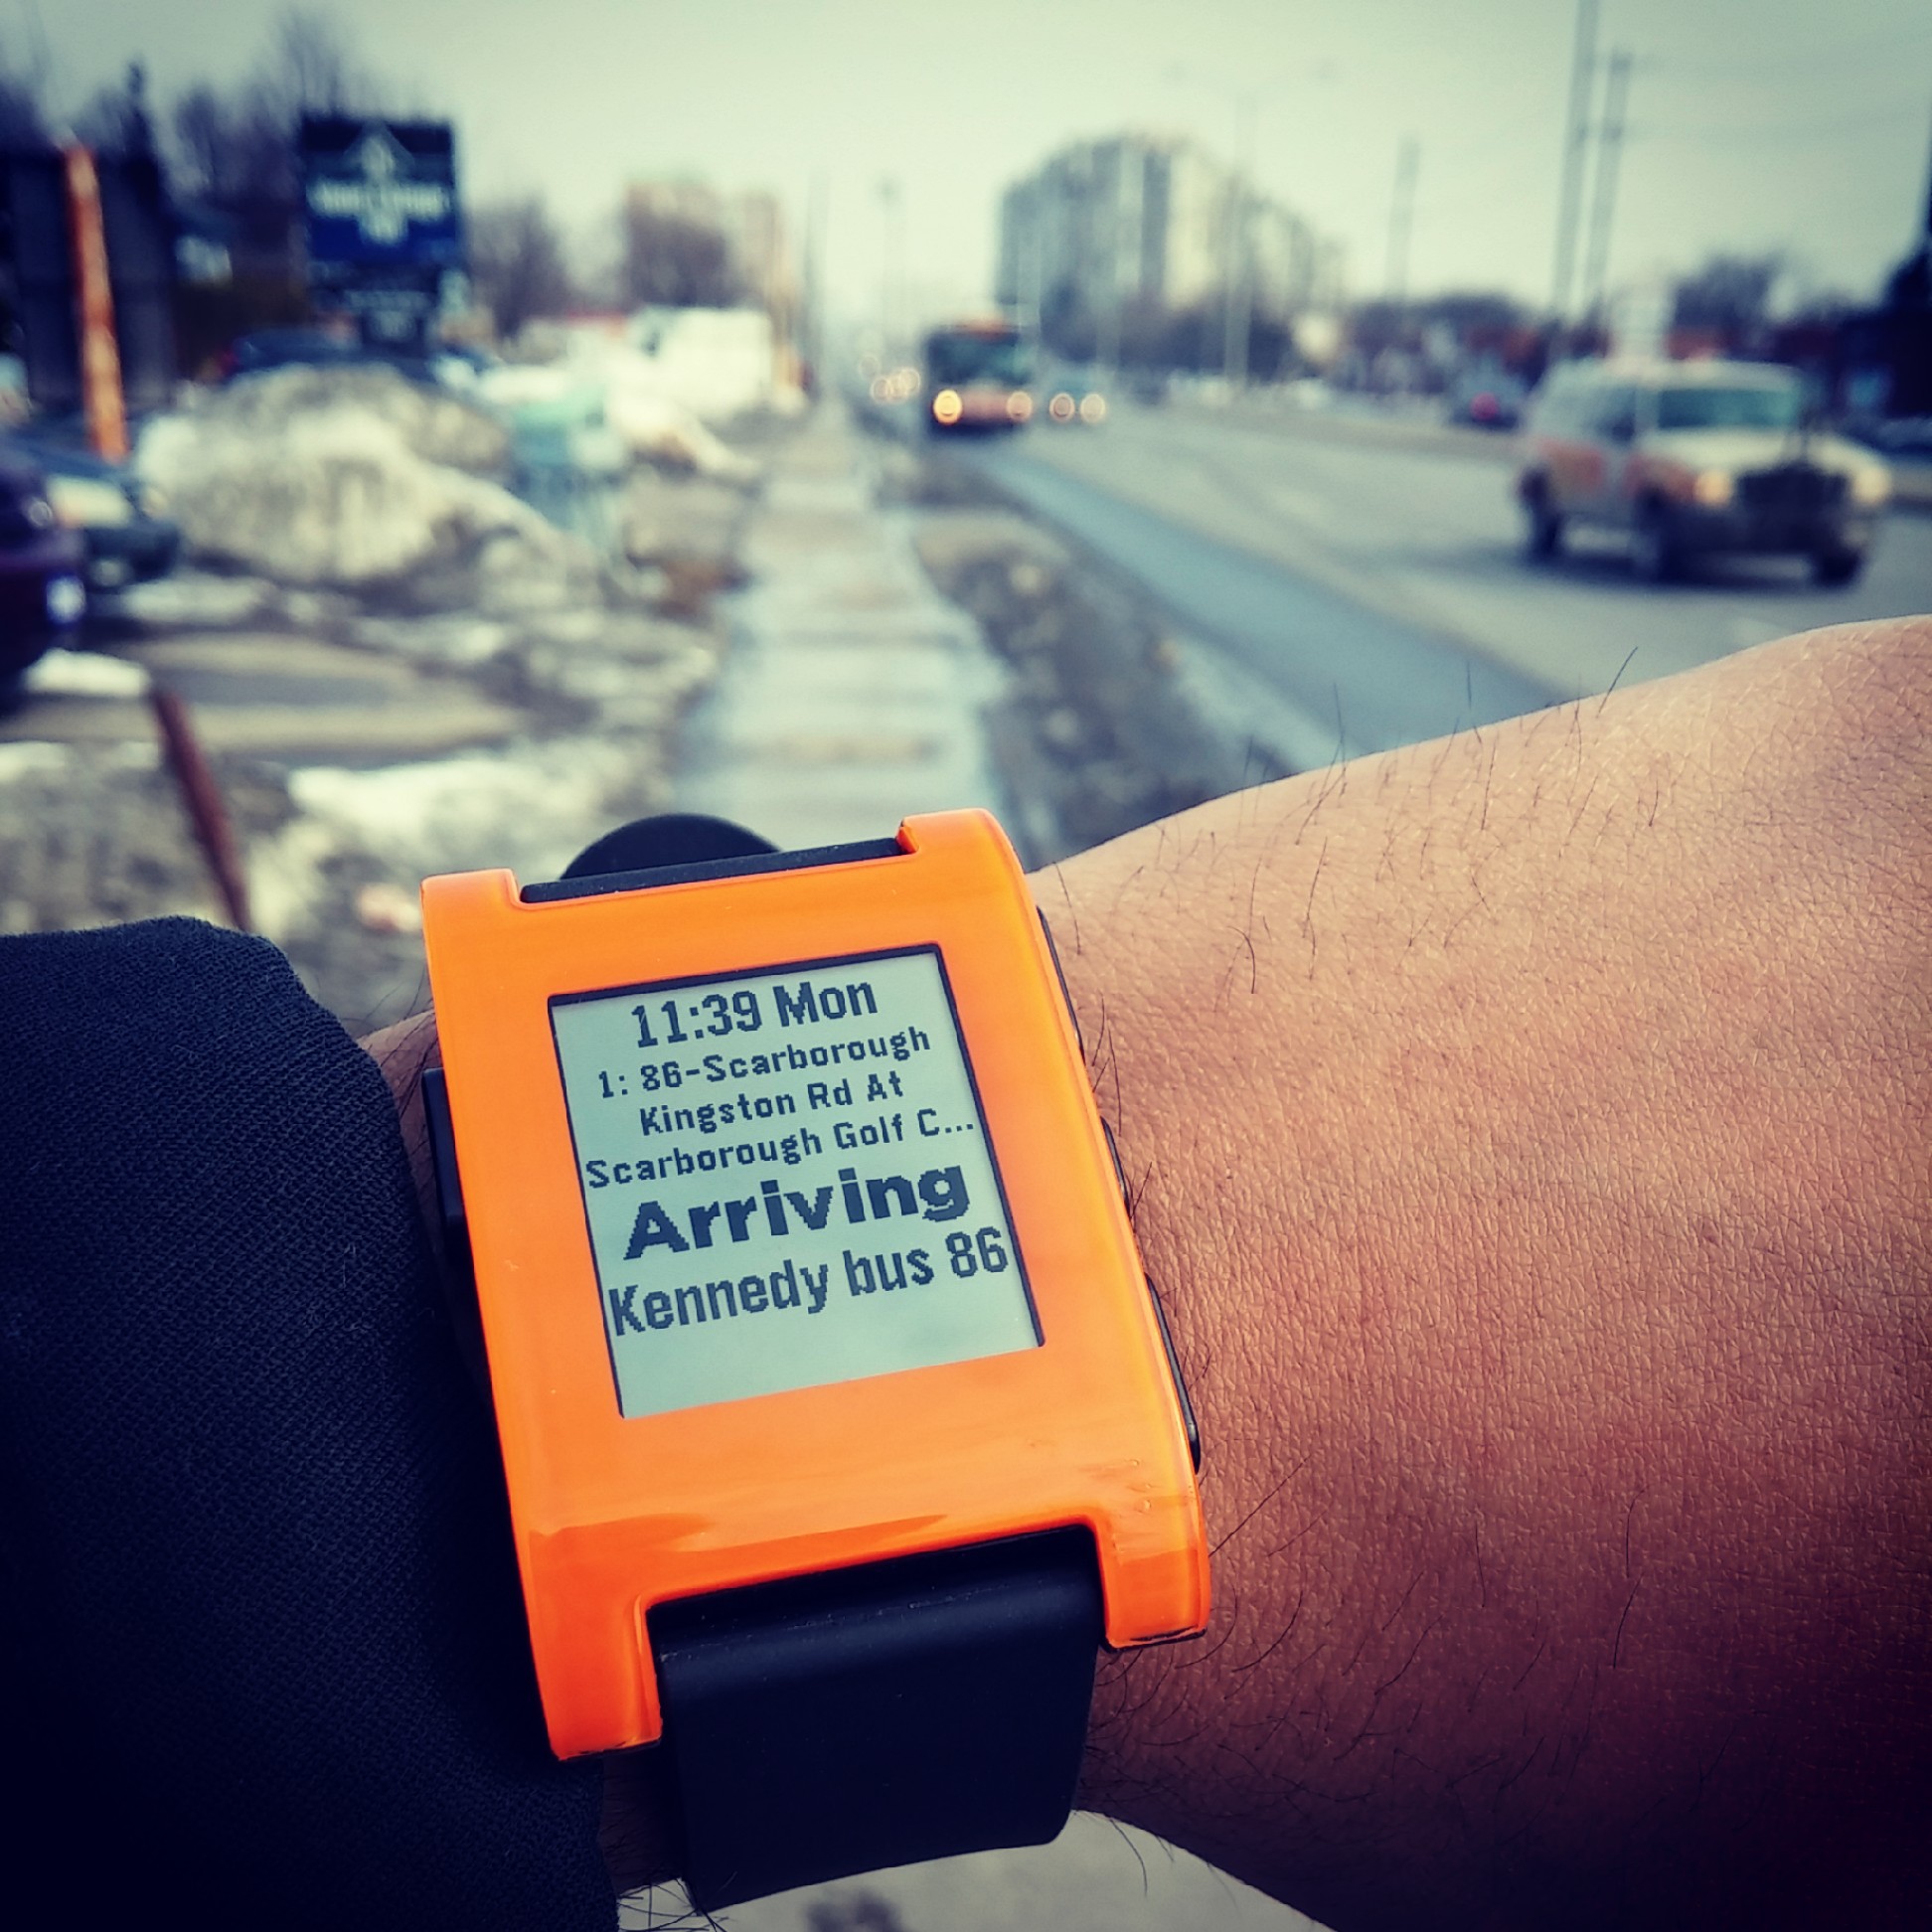 11:39 Mon
1: 86-Scarborough
Kingston Rd At
Scarborough Golf C...
Arriving
Kennedy bus 86